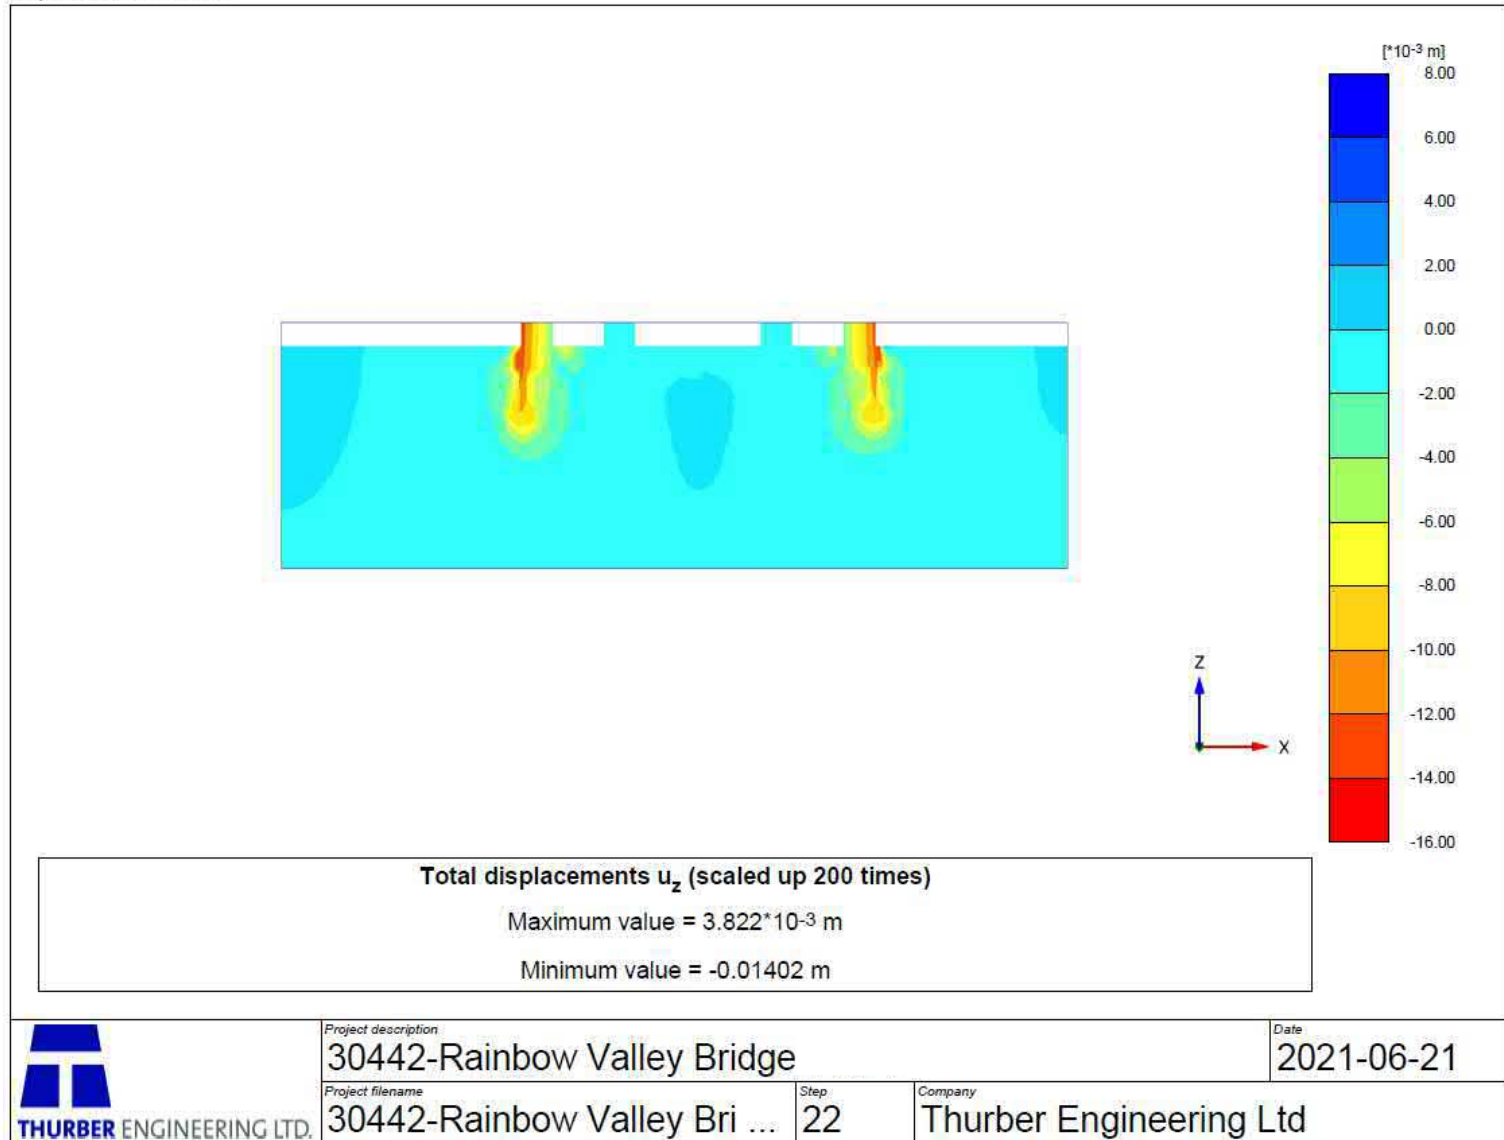 [*10-3 m]
8.00
6.00
4.00
2.00
0.00
-2.00
-4.00
-6.00
-8.00
-10.00
-12.00
-14.00
-16.00
Z
X
Total displacements uz (scaled up 200 times)
Maximum value = 3.822*10-3 m
Minimum value = -0.01402 m
Project description
30442-Rainbow Valley Bridge
Date
2021-06-21
Project filename
30442-Rainbow Valley Bri ...
Step
22
Company
Thurber Engineering Ltd
THURBER ENGINEERING LTD.